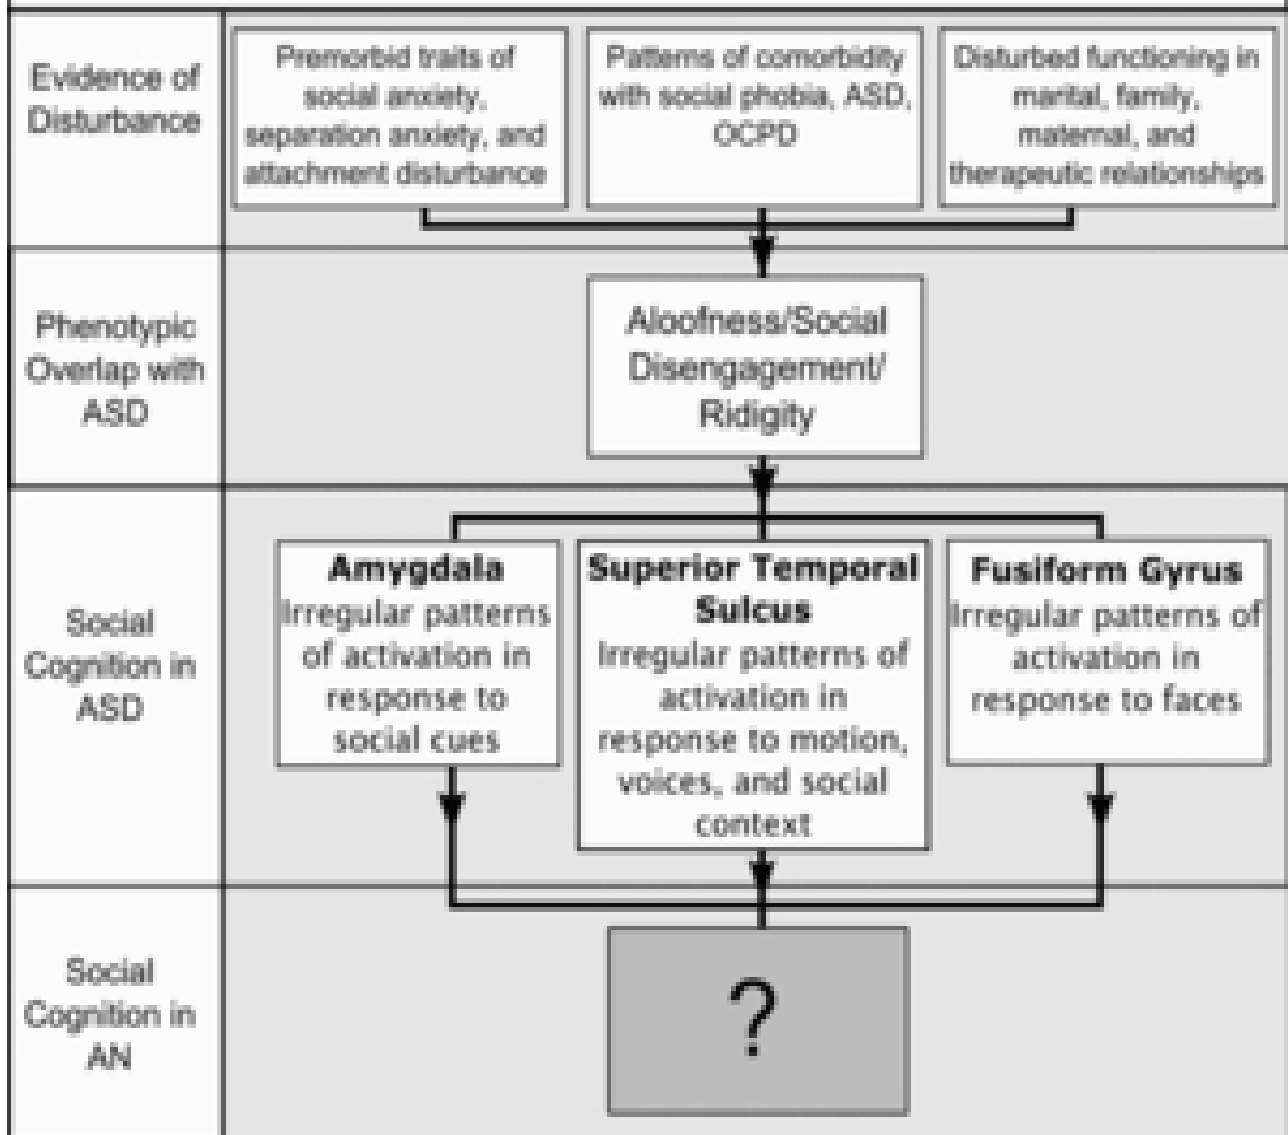 Evidence of
Disturbance
Premorbid traits of
social anxiety,
separation anxiety, and
attachment disturbance
Patterns of comorbidity
with social phobia, ASD,
OCPD
Disturbed functioning in
marital, family,
maternal, and
therapeutic relationships
Phenotypic
Overlap with
ASD
Aloofness/Social
Disengagement/
Ridigity
Social
Cognition in
ASD
Amygdala
Irregular patterns
of activation in
response to
social cues
Superior Temporal
Sulcus
Irregular patterns of
activation in
response to motion,
voices, and social
context
Fusiform Gyrus
Irregular patterns of
activation in
response to faces
Social
Cognition in
AN
?